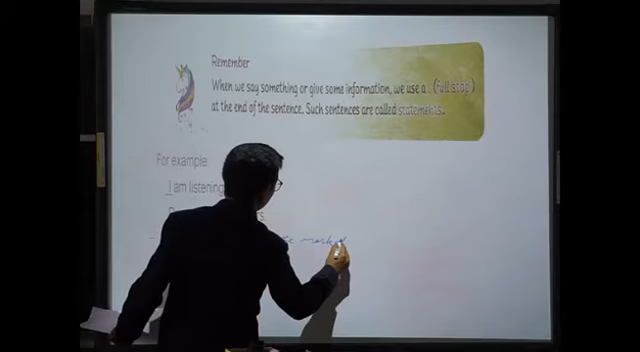 Remember
When we say something or give some information, we use a . (full stop)
at the end of the sentence. Such sentences are called statements.
For example
I am listening